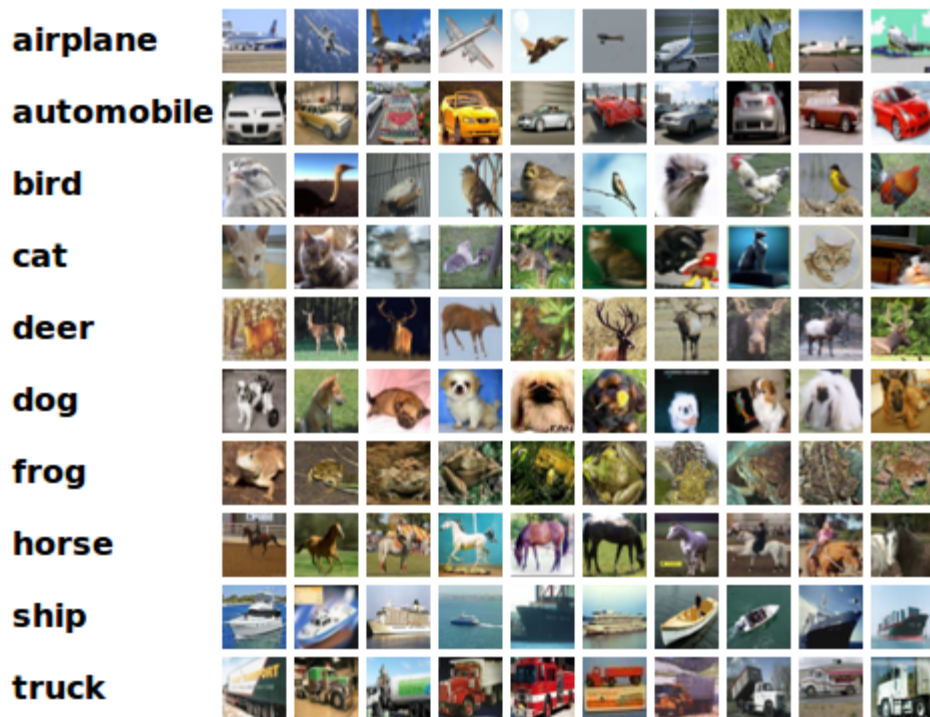 airplane
automobile
bird
cat
deer
dog
frog
horse
ship
truck